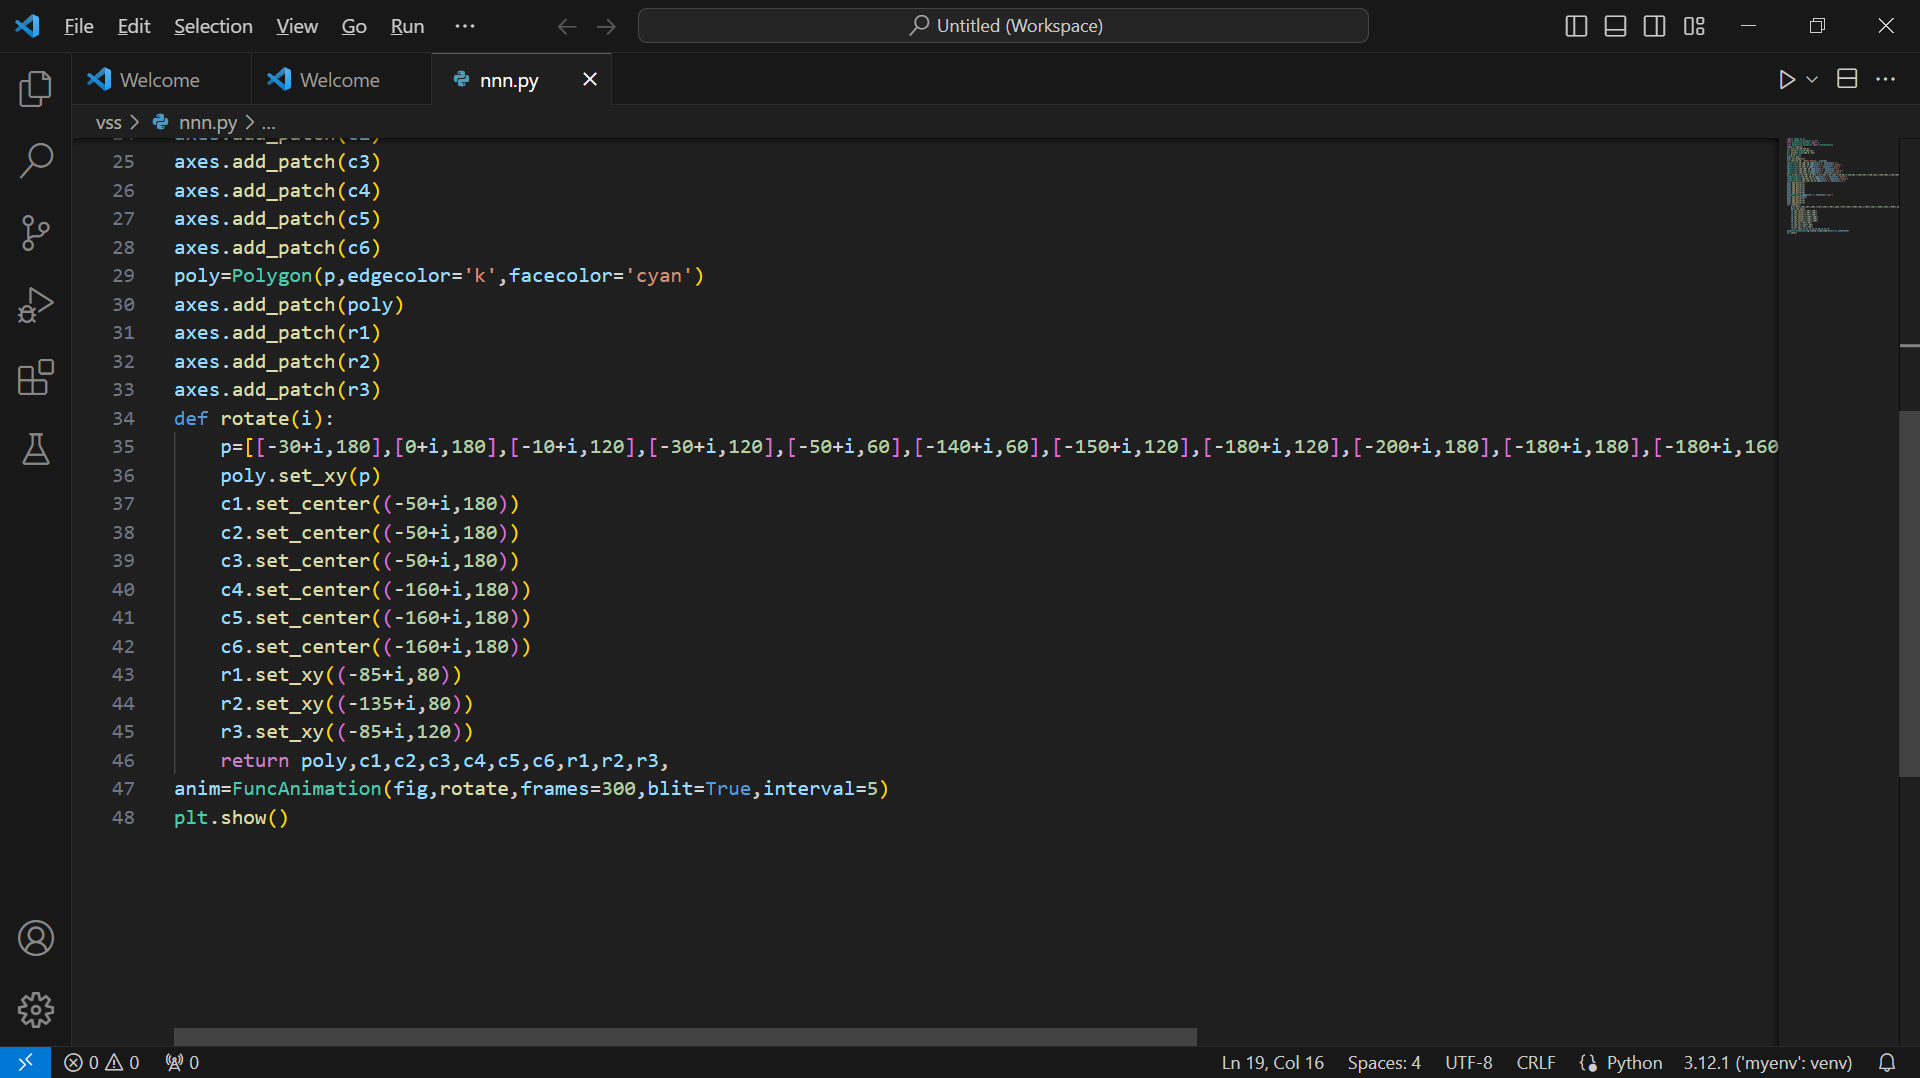 File Edit Selection View Go Run ··· Untitled (Workspace)
Welcome Welcome nnn.py
vss > nnn.py > ...
25 axes.add_patch(c3)
26 axes.add_patch(c4)
27 axes.add_patch(c5)
28 axes.add_patch(c6)
29 poly=Polygon(p,edgecolor='k',facecolor='cyan')
30 axes.add_patch(poly)
31 axes.add_patch(r1)
32 axes.add_patch(r2)
33 axes.add_patch(r3)
34 def rotate(i):
35 p=[[-30+i,180],[0+i,180],[-10+i,120],[-30+i,120],[-50+i,60],[-140+i,60],[-150+i,120],[-180+i,120],[-200+i,180],[-180+i,180],[-180+i,160
36 poly.set_xy(p)
37 c1.set_center((-50+i,180))
38 c2.set_center((-50+i,180))
39 c3.set_center((-50+i,180))
40 c4.set_center((-160+i,180))
41 c5.set_center((-160+i,180))
42 c6.set_center((-160+i,180))
43 r1.set_xy((-85+i,80))
44 r2.set_xy((-135+i,80))
45 r3.set_xy((-85+i,120))
46 return poly,c1,c2,c3,c4,c5,c6,r1,r2,r3,
47 anim=FuncAnimation(fig,rotate,frames=300,blit=True,interval=5)
48 plt.show()
0 0 0 Ln 19, Col 16 Spaces: 4 UTF-8 CRLF Python 3.12.1 ('myenv': venv)